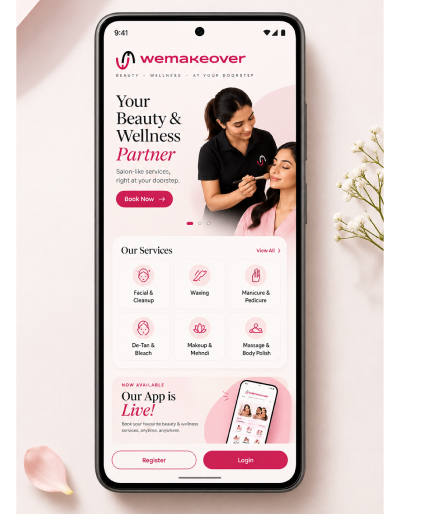 9:41
wemakeover
BEAUTY • WELLNESS • AT YOUR DOORSTEP
Your
Beauty &
Wellness
Partner
Salon-like services,
right at your doorstep.
Book Now →
Our Services
View All >
Facial &
Cleanup
Waxing
Manicure &
Pedicure
De-Tan &
Bleach
Makeup &
Mehndi
Massage &
Body Polish
NOW AVAILABLE
Our App is
Live!
Book your favourite beauty & wellness
services, anytime, anywhere.
Register
Login